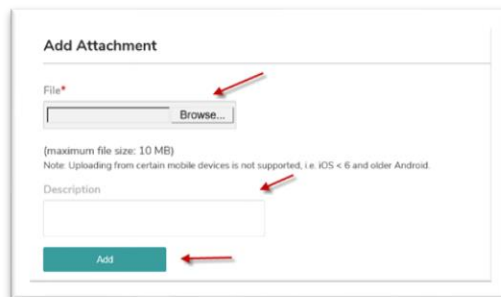 Add Attachment
File*
Browse...
(maximum file size: 10 MB)
Note: Uploading from certain mobile devices is not supported, i.e. iOS < 6 and older Android.
Description
Add